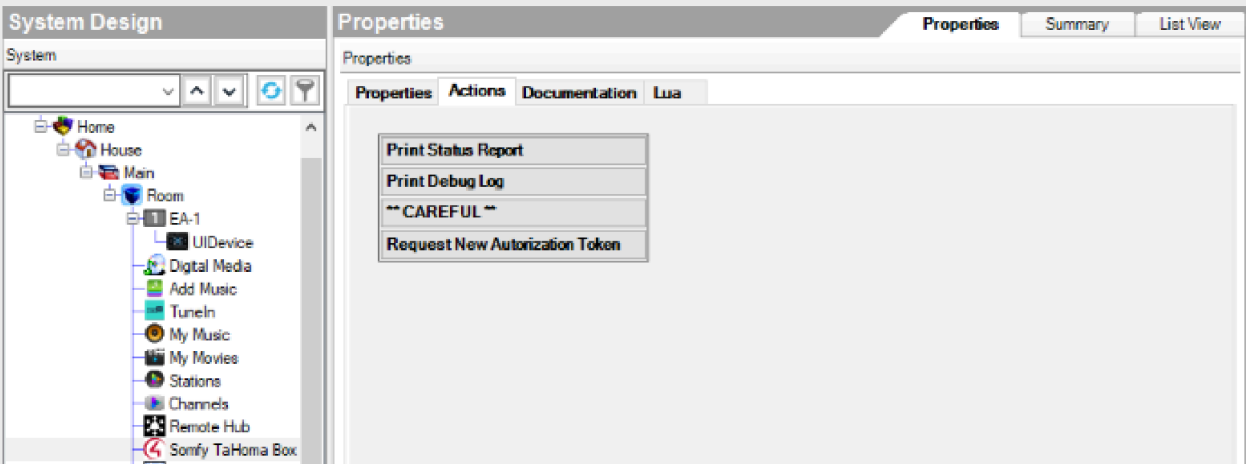 System Design
System
Home
House
Main
Room
1 EA-1
UIDevice
Digital Media
Add Music
TuneIn
My Music
My Movies
Stations
Channels
Remote Hub
Somfy TaHoma Box
Properties
Properties Summary List View
Properties
Properties Actions Documentation Lua
Print Status Report
Print Debug Log
** CAREFUL **
Request New Autorization Token